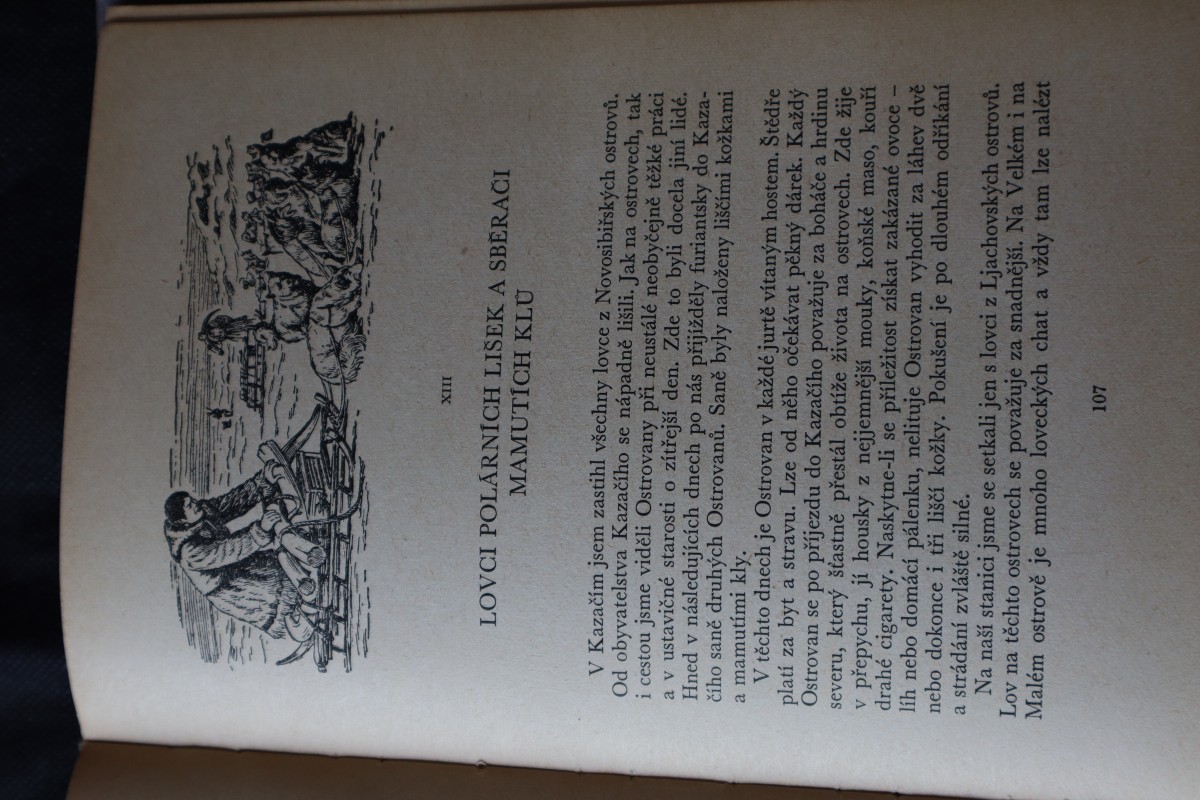 XIII
LOVCI POLÁRNÍCH LIŠEK A SBĚRAČI
MAMUTÍCH KLŮ
V Kazačím jsem zastihl všechny lovce z Novosibiřských ostrovů.
Od obyvatelstva Kazačího se nápadně lišili. Jak na ostrovech, tak
i cestou jsme viděli Ostrovany při neustálé neobyčejně těžké práci
a v ustavičné starosti o zítřejší den. Zde to byli docela jiní lidé.
Hned v následujících dnech po nás přijížděly furiantsky do Kaza-
čího saně druhých Ostrovanů. Saně byly naloženy liščími kožkami
a mamutími kly.
V těchto dnech je Ostrovan v každé jurtě vítaným hostem. Štědře
platí za byt a stravu. Lze od něho očekávat pěkný dárek. Každý
Ostrovan se po příjezdu do Kazačího považuje za boháče a hrdinu
severu, který šťastně přestál obtíže života na ostrovech. Zde žije
v přepychu, jí housky z nejjemnější mouky, koňské maso, kouří
drahé cigarety. Naskytne-li se příležitost získat zakázané ovoce –
líh nebo domácí pálenku, nelituje Ostrovan vyhodit za láhev dvě
nebo dokonce i tři liščí kožky. Pokušení je po dlouhém odříkání
a strádání zvláště silné.
Na naší stanici jsme se setkali jen s lovci z Ljachovských ostrovů.
Lov na těchto ostrovech se považuje za snadnější. Na Velkém i na
Malém ostrově je mnoho loveckých chat a vždy tam lze nalézt
107